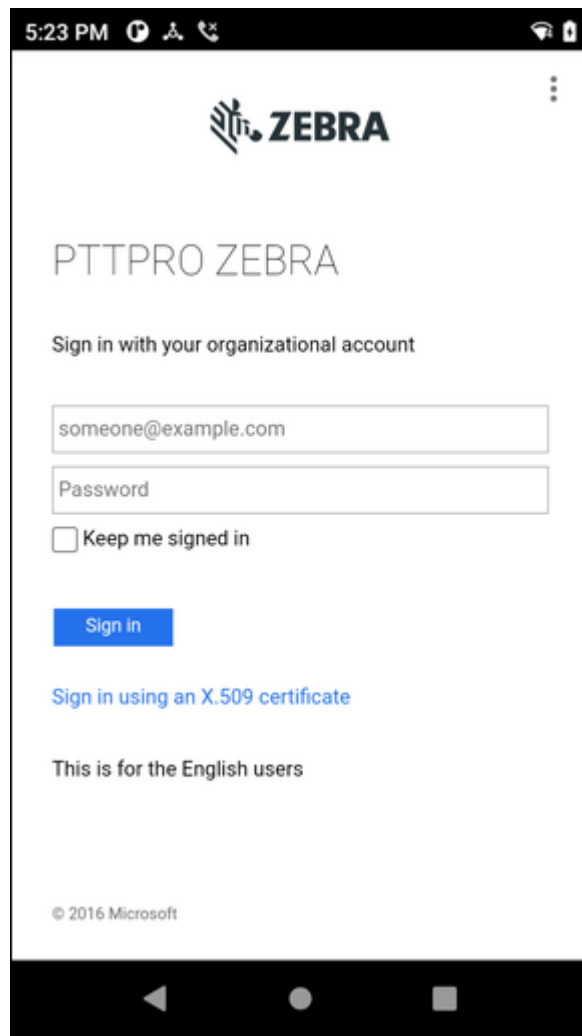 5:23 PM
ZEBRA
PTTPRO ZEBRA
Sign in with your organizational account
someone@example.com
Password
Keep me signed in
Sign in
Sign in using an X.509 certificate
This is for the English users
© 2016 Microsoft